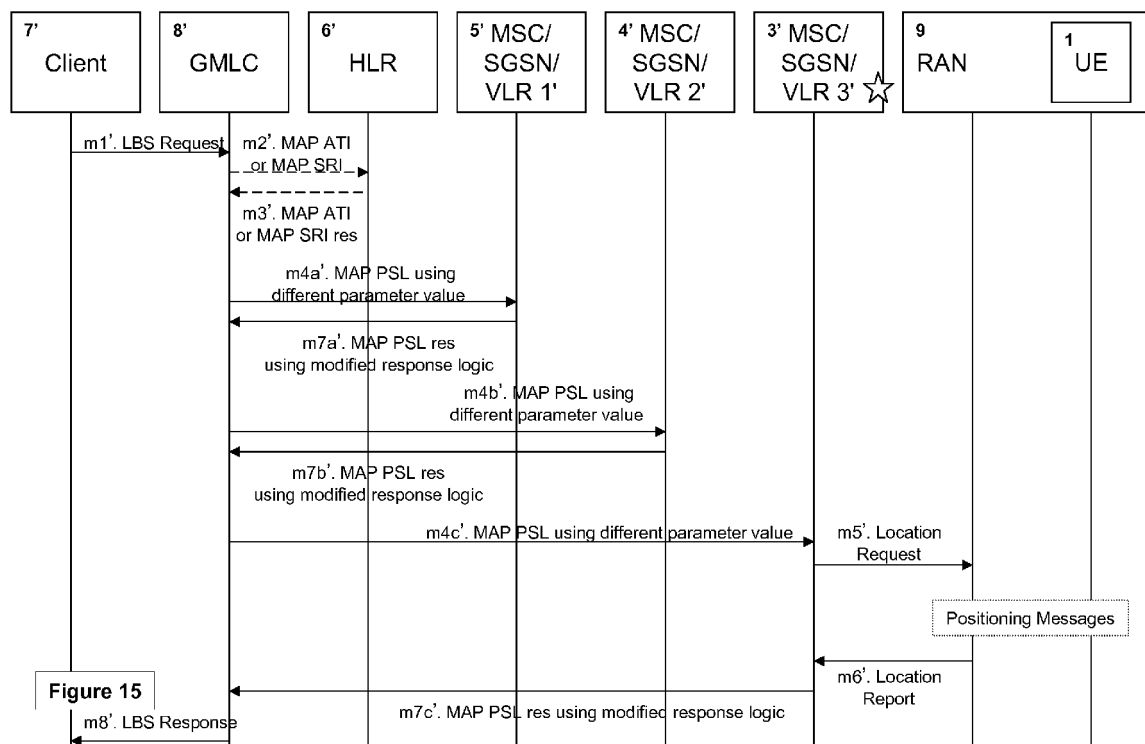 7'
Client
8'
GMLC
6'
HLR
5' MSC/
SGSN/
VLR 1'
4' MSC/
SGSN/
VLR 2'
3' MSC/
SGSN/
VLR 3'
9
RAN
1
UE
m1'. LBS Request
m2'. MAP ATI
or MAP SRI
m3'. MAP ATI
or MAP SRI res
m4a'. MAP PSL using
different parameter value
m7a'. MAP PSL res
using modified response logic
m4b'. MAP PSL using
different parameter value
m7b'. MAP PSL res
using modified response logic
m4c'. MAP PSL using different parameter value
m5'. Location
Request
Positioning Messages
m6'. Location
Report
Figure 15
m7c'. MAP PSL res using modified response logic
m8'. LBS Response